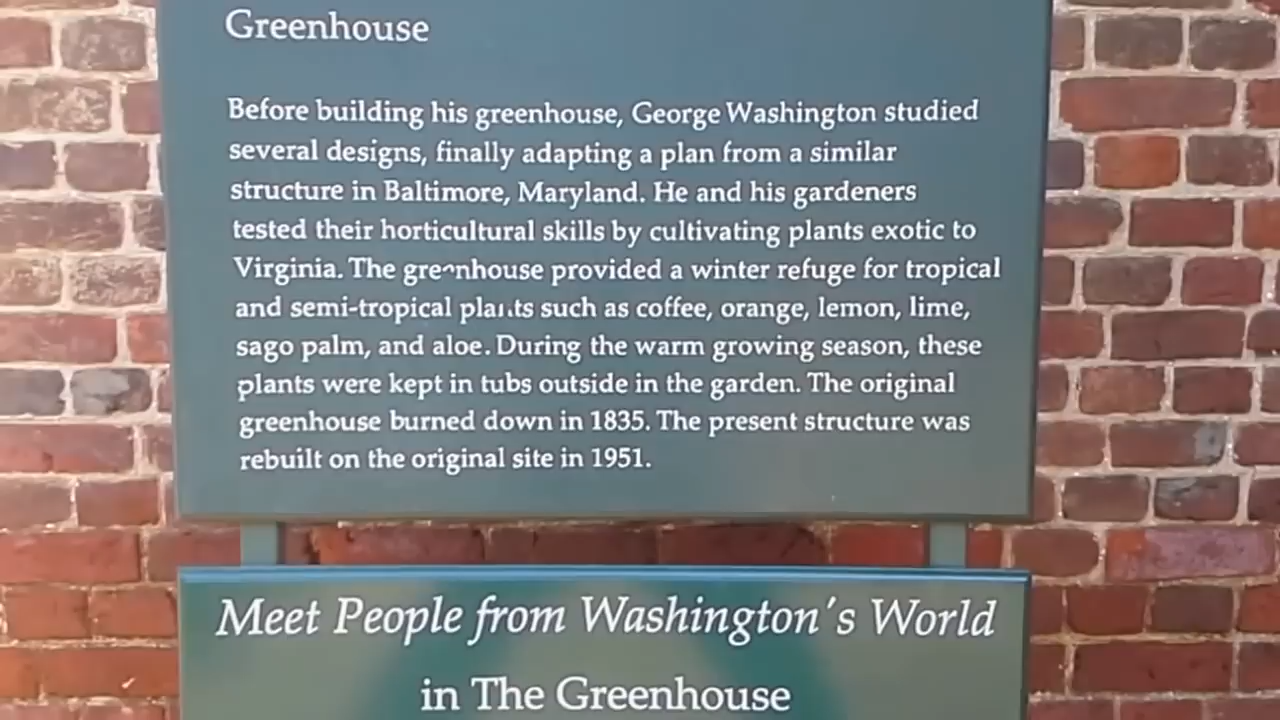 Greenhouse
Before building his greenhouse, George Washington studied
several designs, finally adapting a plan from a similar
structure in Baltimore, Maryland. He and his gardeners
tested their horticultural skills by cultivating plants exotic to
Virginia. The greenhouse provided a winter refuge for tropical
and semi-tropical plants such as coffee, orange, lemon, lime,
sago palm, and aloe. During the warm growing season, these
plants were kept in tubs outside in the garden. The original
greenhouse burned down in 1835. The present structure was
rebuilt on the original site in 1951.
Meet People from Washington's World
in The Greenhouse